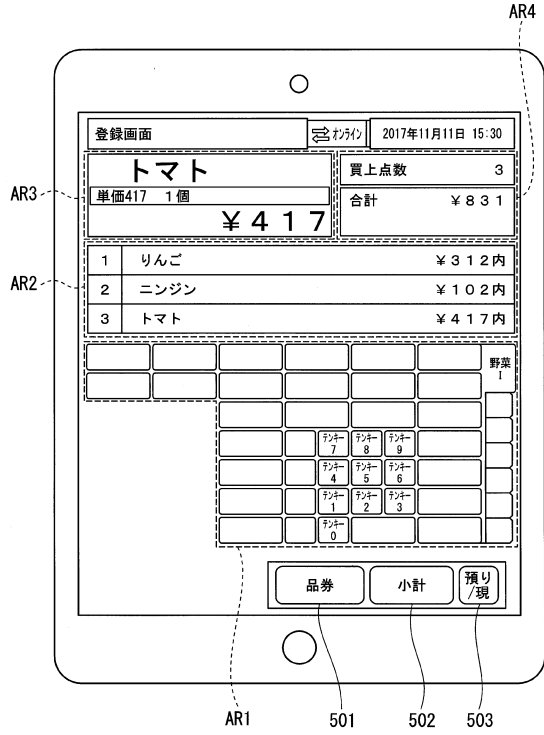 AR4
登録画面 オンライン 2017年11月11日 15:30
トマト
単価417 1個
¥417
買上点数 3
合計 ¥831
AR3
AR2
1 りんご ¥312内
2 ニンジン ¥102内
3 トマト ¥417内
野菜
I
テンキー
7
テンキー
8
テンキー
9
テンキー
4
テンキー
5
テンキー
6
テンキー
1
テンキー
2
テンキー
3
テンキー
0
品券
小計
預り
/現
AR1 501 502 503